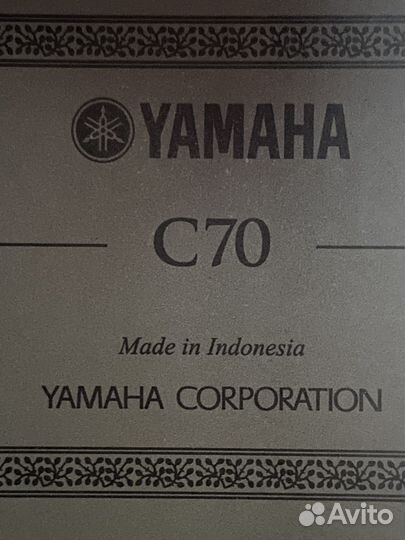 YAMAHA
C70
Made in Indonesia
YAMAHA CORPORATION
Avito